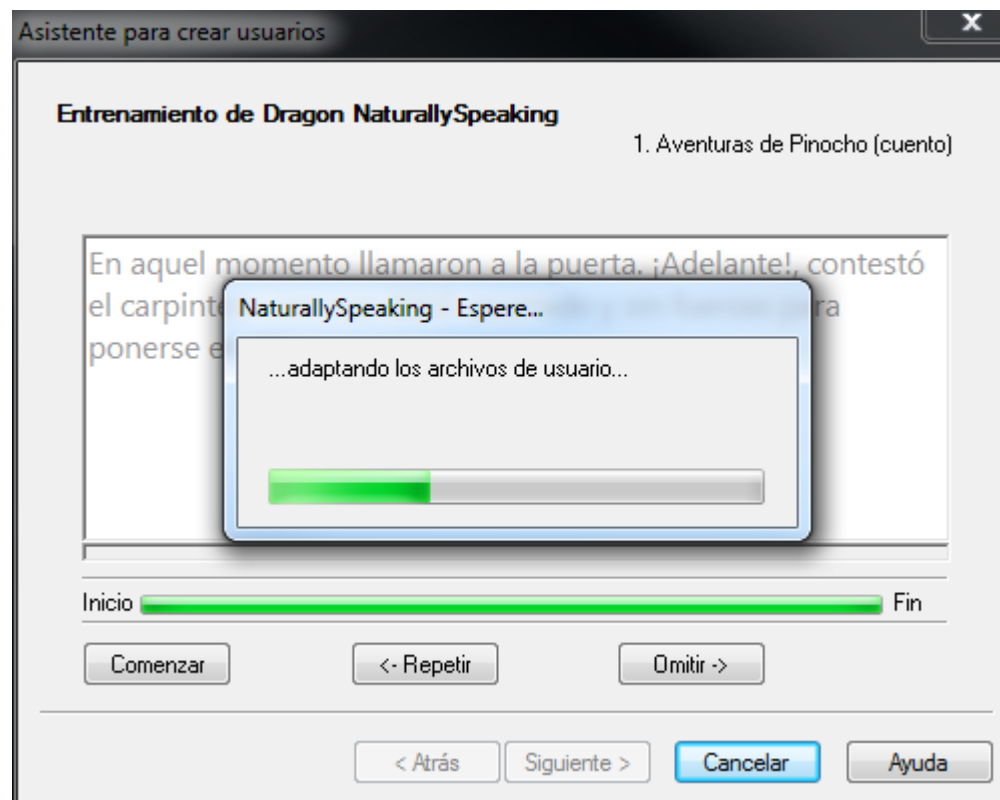 Asistente para crear usuarios
Entrenamiento de Dragon NaturallySpeaking
1. Aventuras de Pinocho (cuento)
En aquel momento llamaron a la puerta. ¡Adelante!, contestó
el carpinte ra
ponerse e
NaturallySpeaking - Espere...
...adaptando los archivos de usuario...
Inicio Fin
Comenzar <- Repetir Omitir ->
< Atrás Siguiente > Cancelar Ayuda